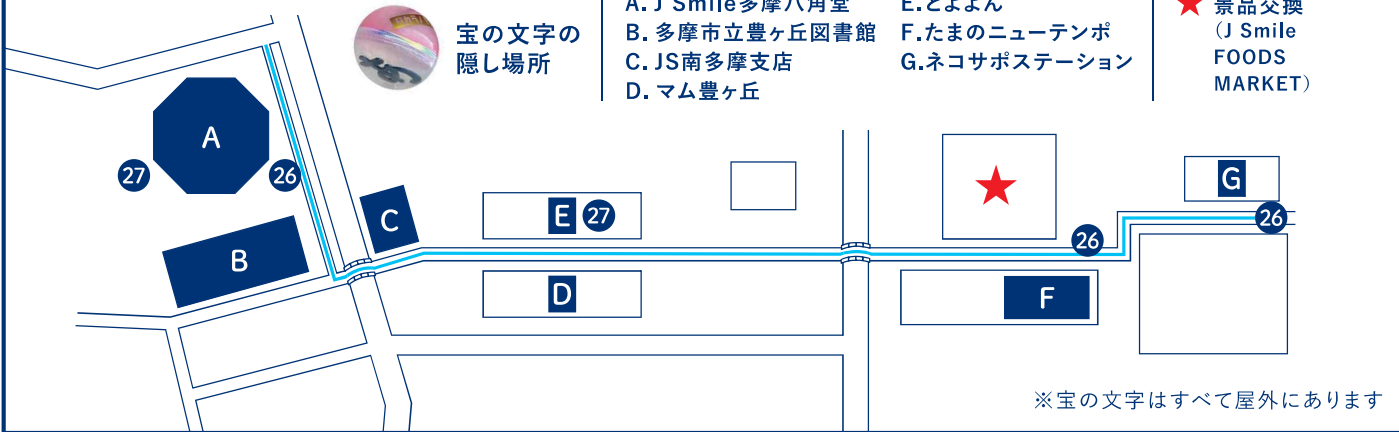 宝の文字の
隠し場所
A. J Smile多摩八角堂
B. 多摩市立豊ヶ丘図書館
C. JS南多摩支店
D. マム豊ヶ丘
E.とよよん
F.たまのニューテンポ
G.ネコサポステーション
★ 景品交換
(J Smile
FOODS
MARKET)
A
27
26
B
C
E 27
D
26
F
G
26
※宝の文字はすべて屋外にあります